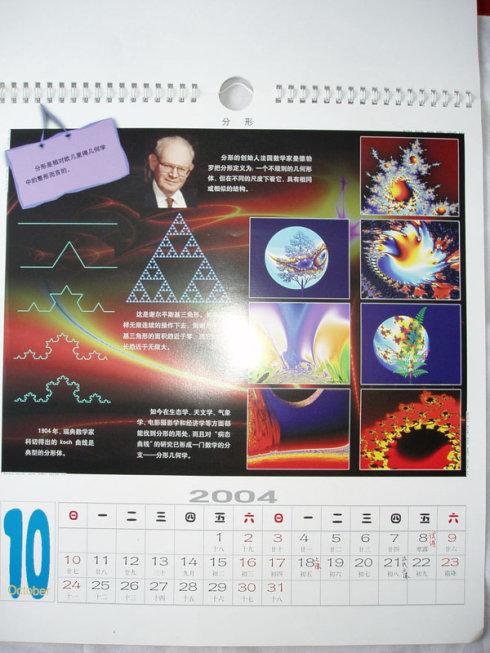 分 形
分形是相对欧几里得几何学
中的整形而言的。
分形的创始人法国数学家是德勃
罗把分形定义为,一个不规则的几何形
体,但在不同的尺度下看它,具有相同
或相似的结构。
这是谢尔平斯基三角形。
样无限连续的操作下去,
基三角形的面积趋近于零,
长趋近于无限大。
1904 年,瑞典数学家
科切得出的 koch 曲线是
典型的分形体。
如今在生态学、天文学、气象
学、电影摄影学和经济学等方面都
能找到分形的用处,而且对“病态
曲线”的研究已形成一门数学的分
支——分形几何学。
2004
10
October
日 一 二 三 四 五 六 日 一 二 三 四 五 六
1 2 3 4 5 6 7 8 9
十八 十九 二十 廿一 廿二 廿三 廿四 寒露 廿六
10 11 12 13 14 15 16 17 18 19 20 21 22 23
廿七 廿八 廿九 三十 九月 初二 初三 初四 初五 初六 初七 初八 初九 霜降
24 25 26 27 28 29 30 31
十一 十二 十三 十四 十五 十六 十七 十八